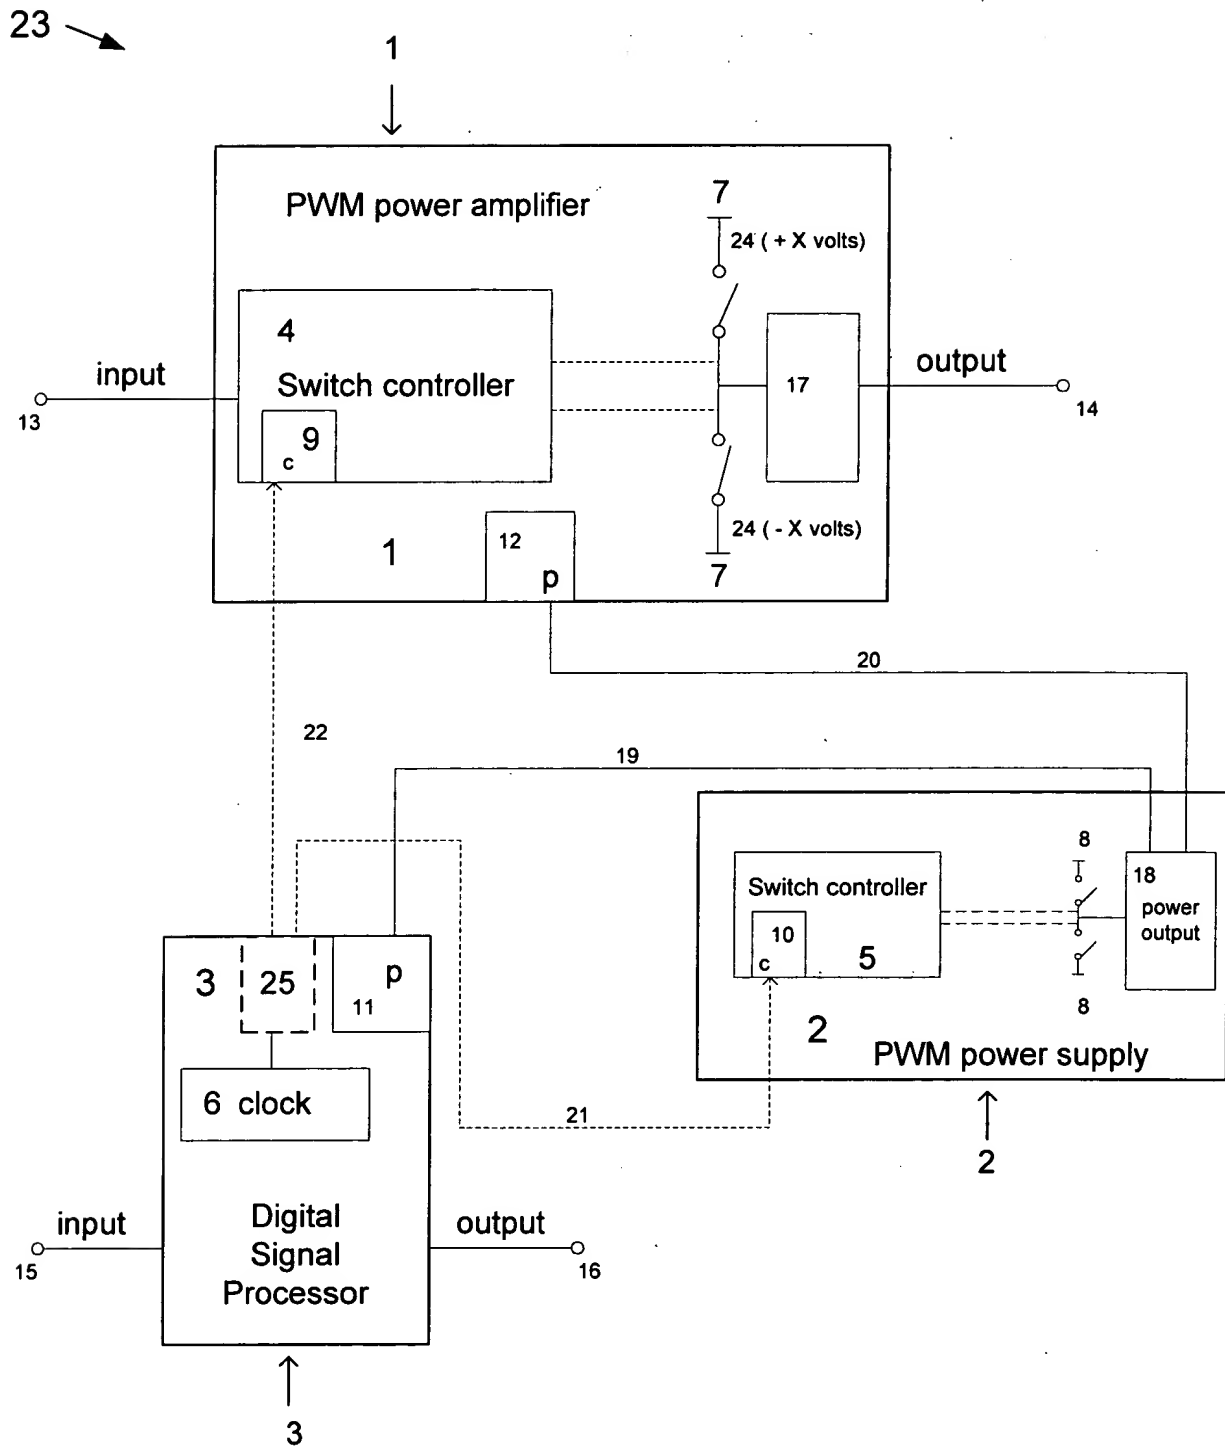 23
1
PWM power amplifier
7
24 ( + X volts)
4
Switch controller
input
13
9
c
17
output
14
24 ( - X volts)
7
12
p
1
20
22
19
8
Switch controller
10
c
5
18
power
output
8
2
PWM power supply
2
3
25
p
11
6 clock
21
input
15
Digital
Signal
Processor
output
16
3